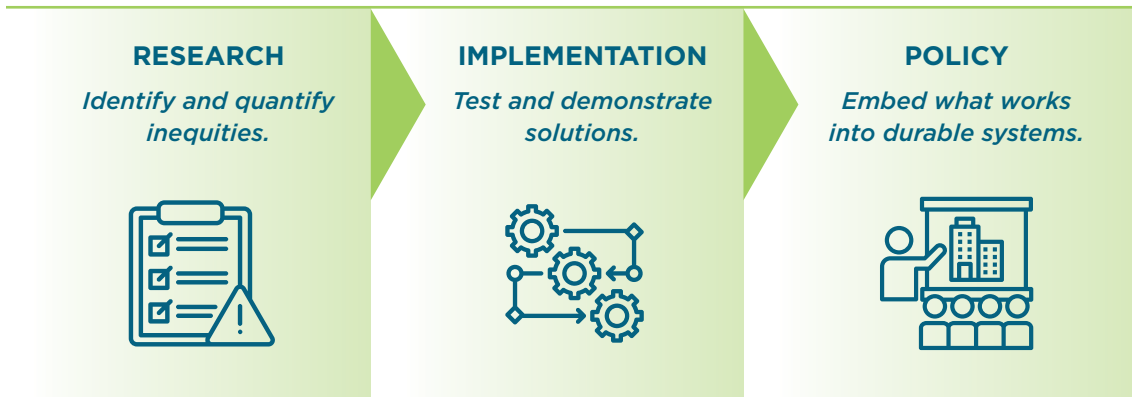 RESEARCH
Identify and quantify
inequities.
IMPLEMENTATION
Test and demonstrate
solutions.
POLICY
Embed what works
into durable systems.